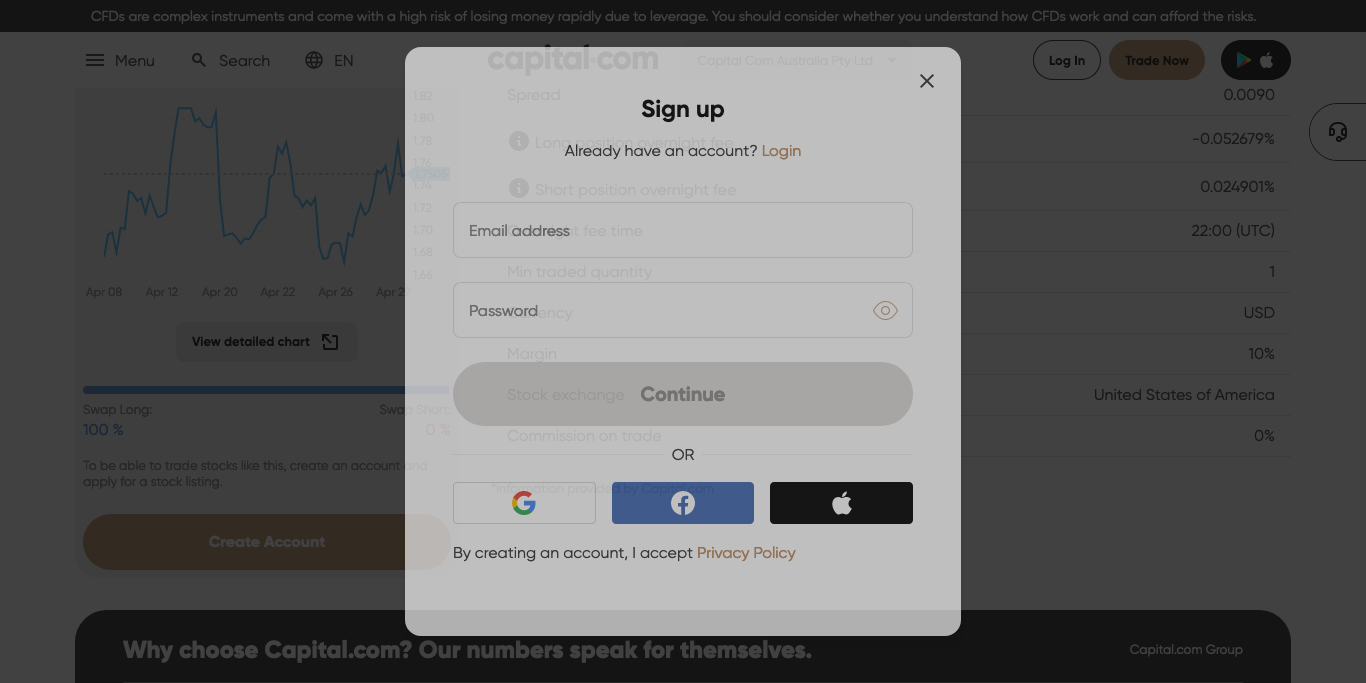 CFDs are complex instruments and come with a high risk of losing money rapidly due to leverage. You should consider whether you understand how CFDs work and can afford the risks.
Menu Search EN
capital.com
Capital Com Australia Pty Ltd
Log In Trade Now
1.82
1.80
1.78
1.76
1.7505
1.74
1.72
1.70
1.68
1.66
Apr 08 Apr 12 Apr 20 Apr 22 Apr 26
View detailed chart
Swap Long: Swap Short:
100 % 0 %
To be able to trade stocks like this, create an account and
apply for a stock listing.
Create Account
Sign up
Already have an account? Login
Email address
Password
Continue
OR
By creating an account, I accept Privacy Policy
Spread 0.0090
Long position overnight fee -0.052679%
Short position overnight fee 0.024901%
Overnight fee time 22:00 (UTC)
Min traded quantity 1
Currency USD
Margin 10%
Stock exchange United States of America
Commission on trade 0%
*Information provided by Capital.com
Why choose Capital.com? Our numbers speak for themselves.
Capital.com Group